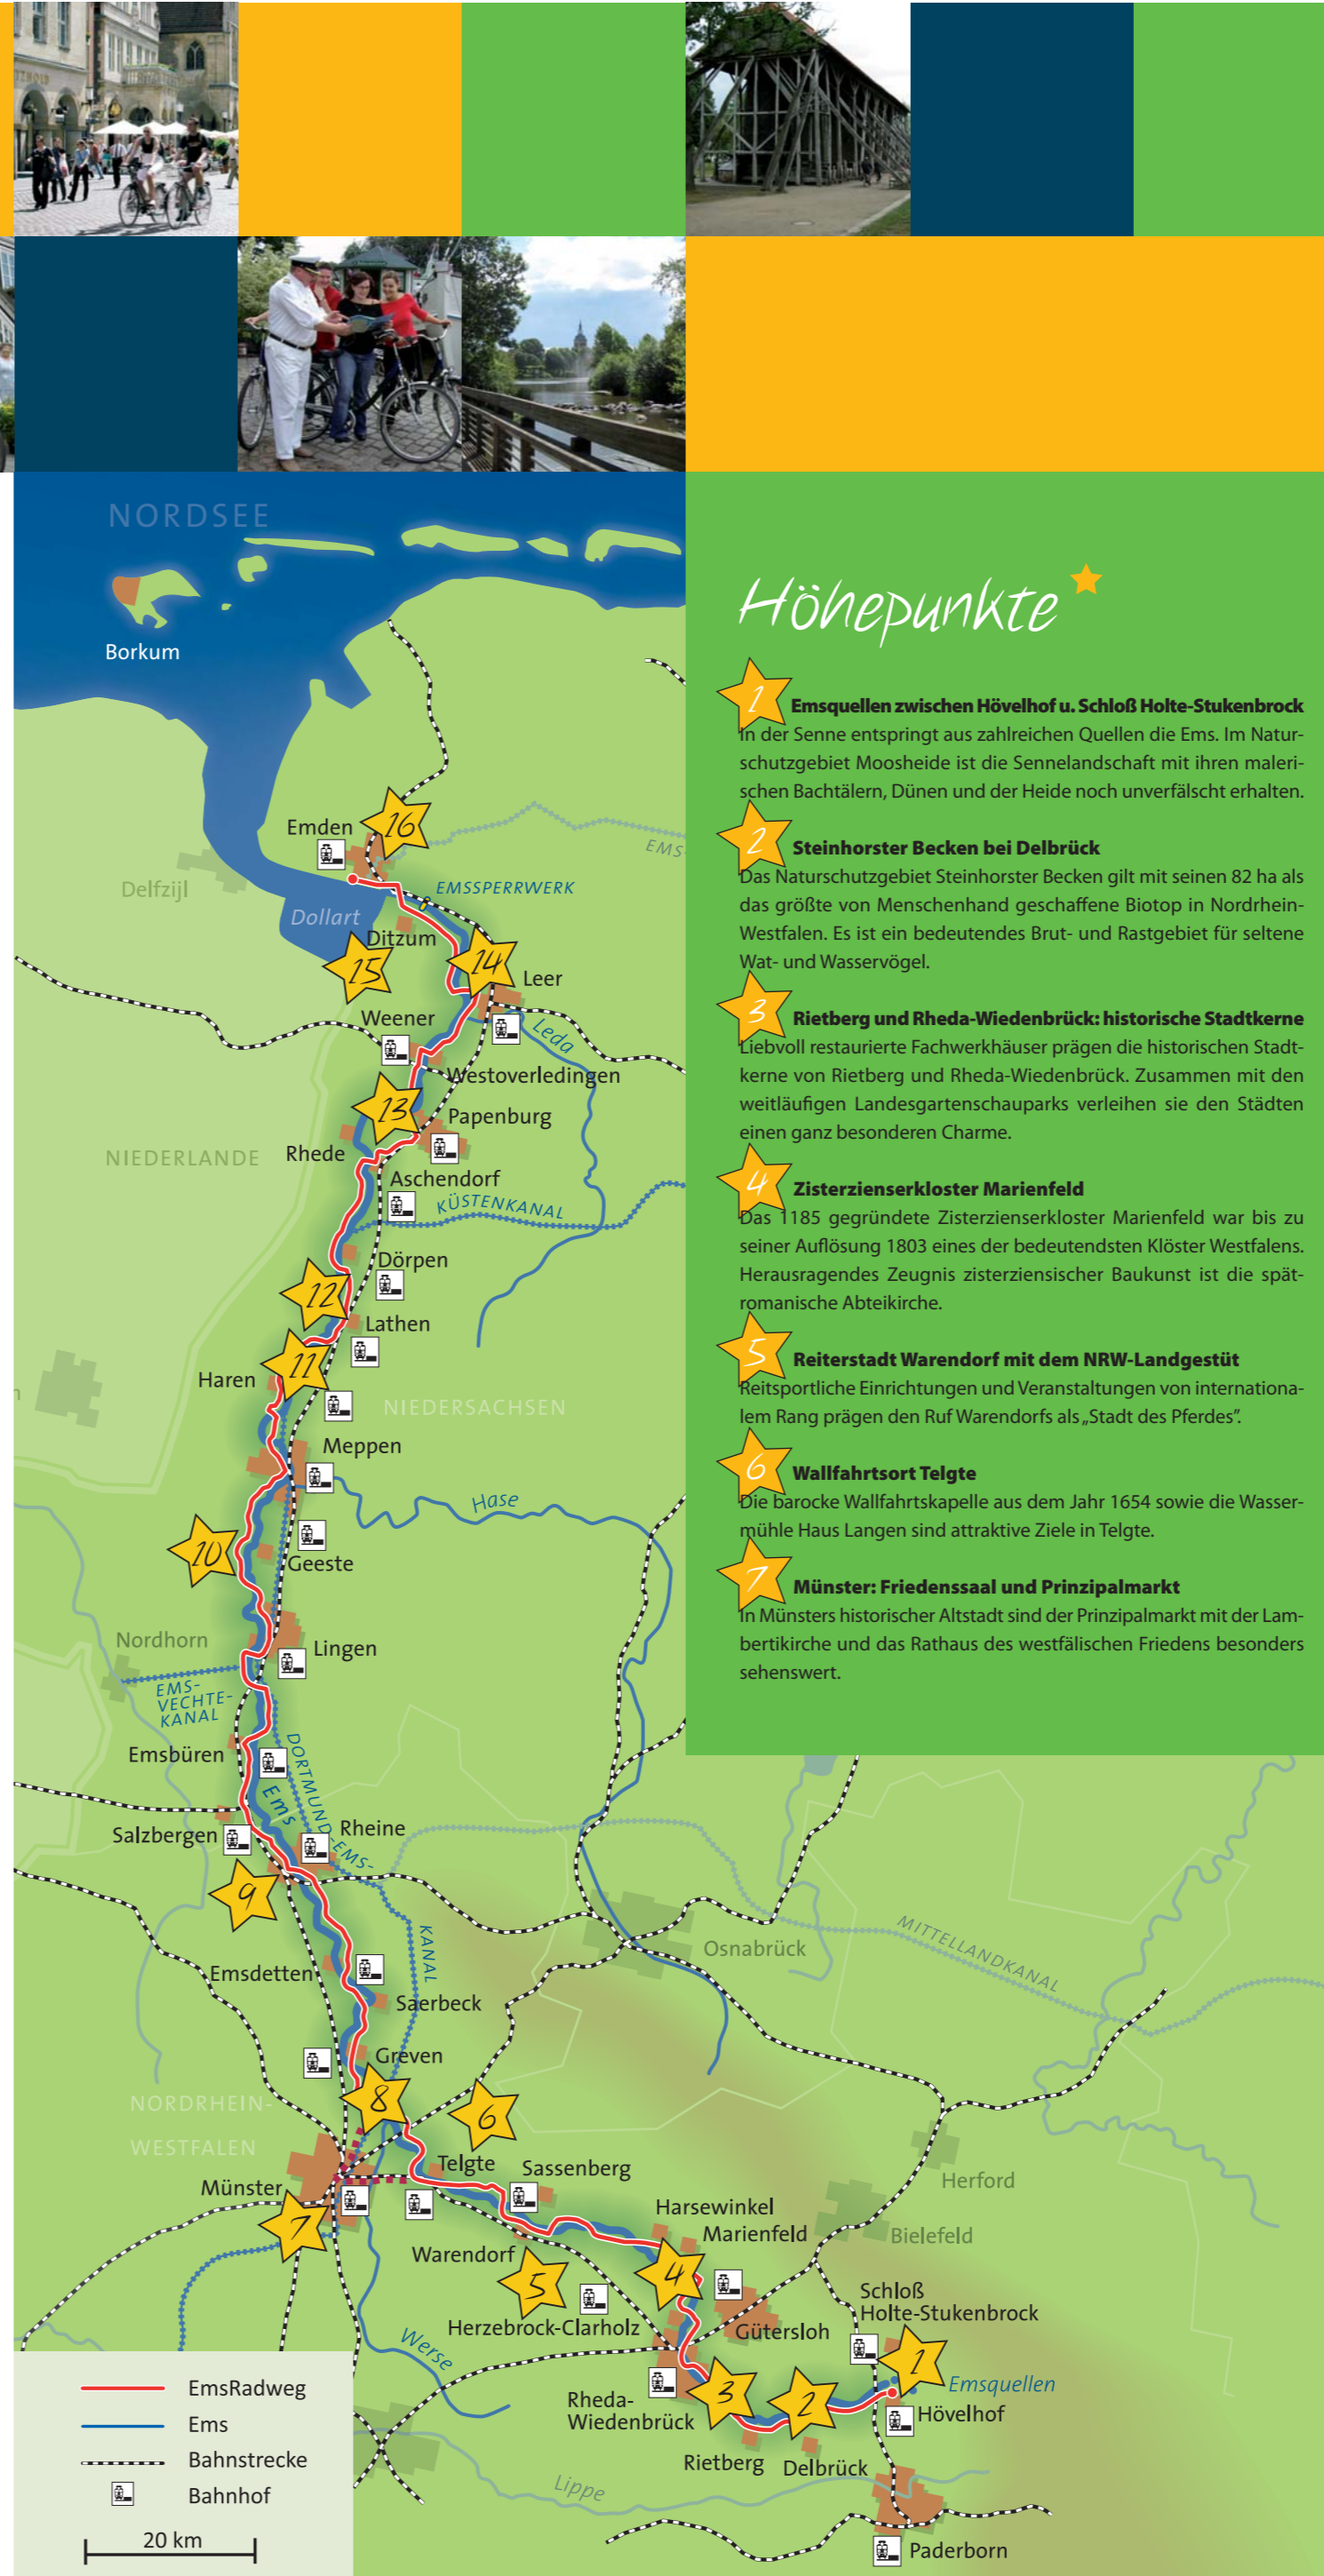 NORDSEE
Borkum
Emden
16
EMS-
Delfzijl
EMSSPERRWERK
Dollart
Ditzum
15
14
Leer
Weener
Leda
Westoverledingen
13
Papenburg
NIEDERLANDE
Rhede
Aschendorf
KÜSTENKANAL
Dörpen
12
Lathen
11
Haren
NIEDERSACHSEN
Meppen
Hase
10
Geeste
Nordhorn
Lingen
EMS-
VECHTE-
KANAL
Emsbüren
DORTMUND-EMS-
Ems
Salzbergen
Rheine
9
KANAL
Osnabrück
MITTELLANDKANAL
Emsdetten
Saerbeck
Greven
8
6
NORDRHEIN-
WESTFALEN
Telgte
Sassenberg
Münster
7
Herford
Harsewinkel
Marienfeld
Bielefeld
Warendorf
5
4
Herzebrock-Clarholz
Gütersloh
Schloß
Holte-Stukenbrock
1
Werse
Emsquellen
Rheda-
Wiedenbrück
3
2
Hövelhof
Rietberg
Delbrück
Lippe
Paderborn
EmsRadweg
Ems
Bahnstrecke
Bahnhof
20 km
Höhepunkte
1 Emsquellen zwischen Hövelhof u. Schloß Holte-Stukenbrock
In der Senne entspringt aus zahlreichen Quellen die Ems. Im Natur-
schutzgebiet Moosheide ist die Sennelandschaft mit ihren maleri-
schen Bachtälern, Dünen und der Heide noch unverfälscht erhalten.
2 Steinhorster Becken bei Delbrück
Das Naturschutzgebiet Steinhorster Becken gilt mit seinen 82 ha als
das größte von Menschenhand geschaffene Biotop in Nordrhein-
Westfalen. Es ist ein bedeutendes Brut- und Rastgebiet für seltene
Wat- und Wasservögel.
3 Rietberg und Rheda-Wiedenbrück: historische Stadtkerne
Liebvoll restaurierte Fachwerkhäuser prägen die historischen Stadt-
kerne von Rietberg und Rheda-Wiedenbrück. Zusammen mit den
weitläufigen Landesgartenschauparks verleihen sie den Städten
einen ganz besonderen Charme.
4 Zisterzienserkloster Marienfeld
Das 1185 gegründete Zisterzienserkloster Marienfeld war bis zu
seiner Auflösung 1803 eines der bedeutendsten Klöster Westfalens.
Herausragendes Zeugnis zisterziensischer Baukunst ist die spät-
romanische Abteikirche.
5 Reiterstadt Warendorf mit dem NRW-Landgestüt
Reitsportliche Einrichtungen und Veranstaltungen von internationa-
lem Rang prägen den Ruf Warendorfs als „Stadt des Pferdes”.
6 Wallfahrtsort Telgte
Die barocke Wallfahrtskapelle aus dem Jahr 1654 sowie die Wasser-
mühle Haus Langen sind attraktive Ziele in Telgte.
7 Münster: Friedenssaal und Prinzipalmarkt
In Münsters historischer Altstadt sind der Prinzipalmarkt mit der Lam-
bertikirche und das Rathaus des westfälischen Friedens besonders
sehenswert.